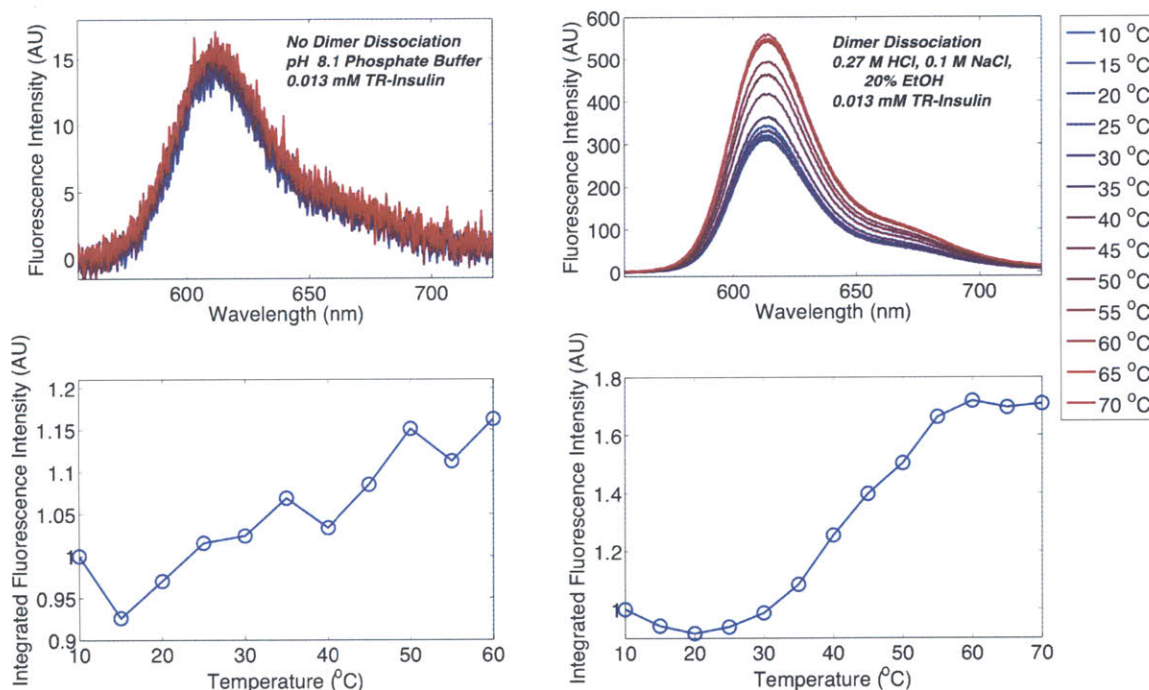 Fluorescence Intensity (AU)
15
10
5
0
600
650
700
Wavelength (nm)
No Dimer Dissociation
pH 8.1 Phosphate Buffer
0.013 mM TR-Insulin
Fluorescence Intensity (AU)
600
500
400
300
200
100
0
600
650
700
Wavelength (nm)
Dimer Dissociation
0.27 M HCl, 0.1 M NaCl,
20% EtOH
0.013 mM TR-Insulin
10 °C
15 °C
20 °C
25 °C
30 °C
35 °C
40 °C
45 °C
50 °C
55 °C
60 °C
65 °C
70 °C
Integrated Fluorescence Intensity (AU)
1.2
1.15
1.1
1.05
1
0.95
0.9
10
20
30
40
50
60
Temperature (°C)
Integrated Fluorescence Intensity (AU)
1.8
1.6
1.4
1.2
1
10
20
30
40
50
60
70
Temperature (°C)